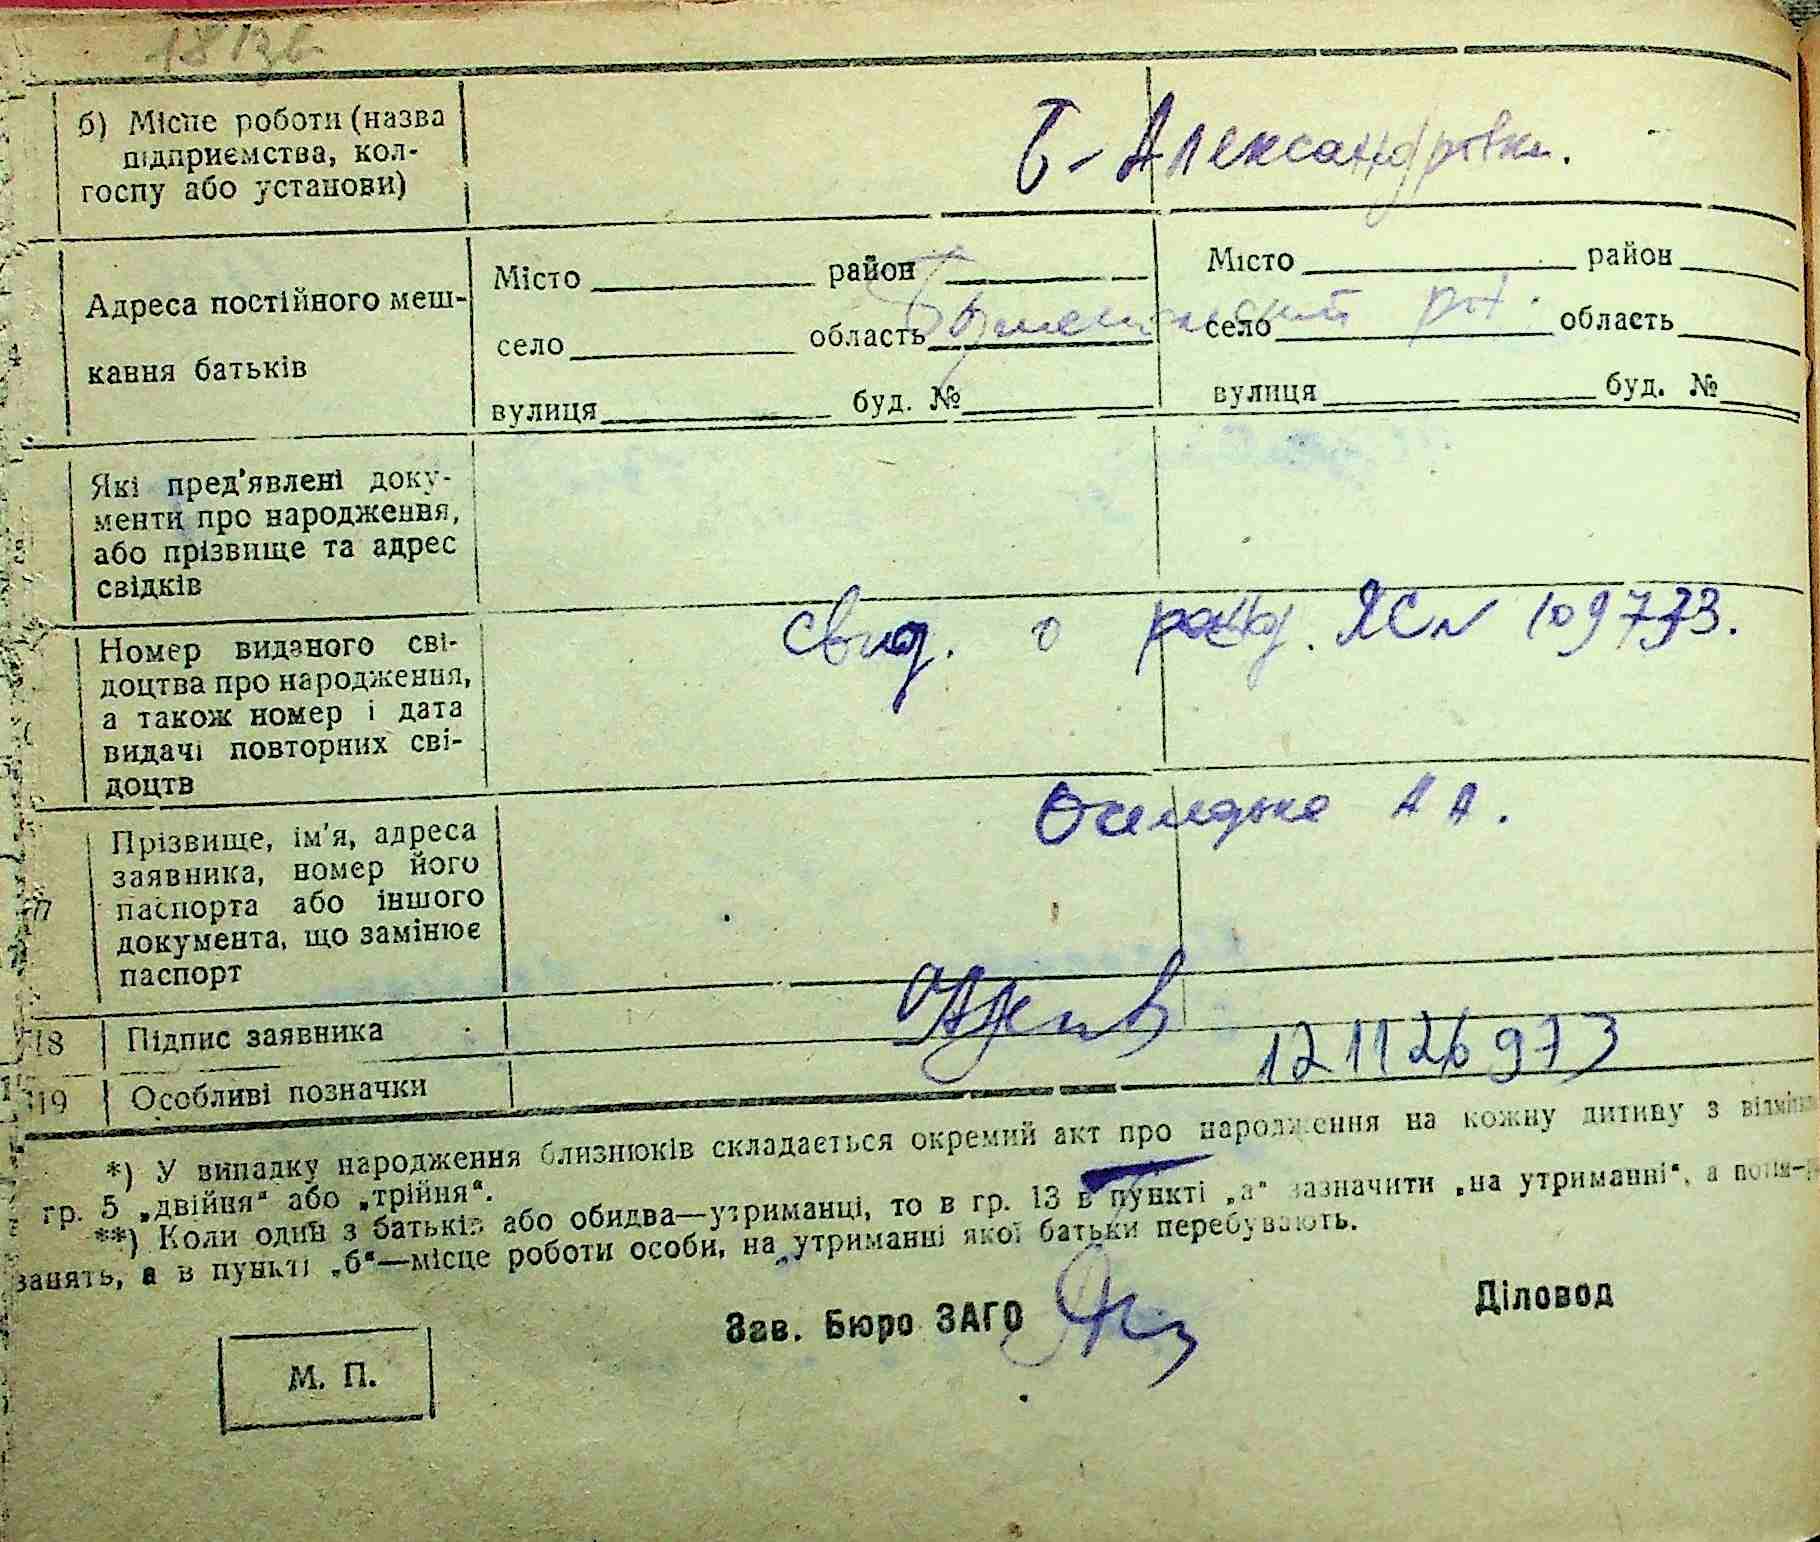 б) Місце роботи (назва
підприємства, кол-
госпу або установи)
Б-Александровка.
Адреса постійного меш-
кання батьків
Місто район Місто район
село область село область
рн.
вулиця буд. № вулиця буд. №
Які пред'явлені доку-
менти про народження,
або прізвище та адрес
свідків
Номер виданого сві-
доцтва про народження,
а також номер і дата
видачі повторних сві-
доцтв
свид. о рожд. ЯС№ 109733.
Прізвище, ім'я, адреса
заявника, номер його
паспорта або іншого
документа, що замінює
паспорт
А А.
18 Підпис заявника
19 Особливі позначки
*) У випадку народження близнюків складається окремий акт про народження на кожну дитину з
гр. 5 „двійня“ або „трійня“.
**) Коли один з батьків або обидва—утриманці, то в гр. 13 в пункті „а“ зазначити „на утриманні“, а
занять, а в пункті „б“—місце роботи особи, на утриманні якої батьки перебувають.
Зав. Бюро ЗАГС Діловод
М. П.